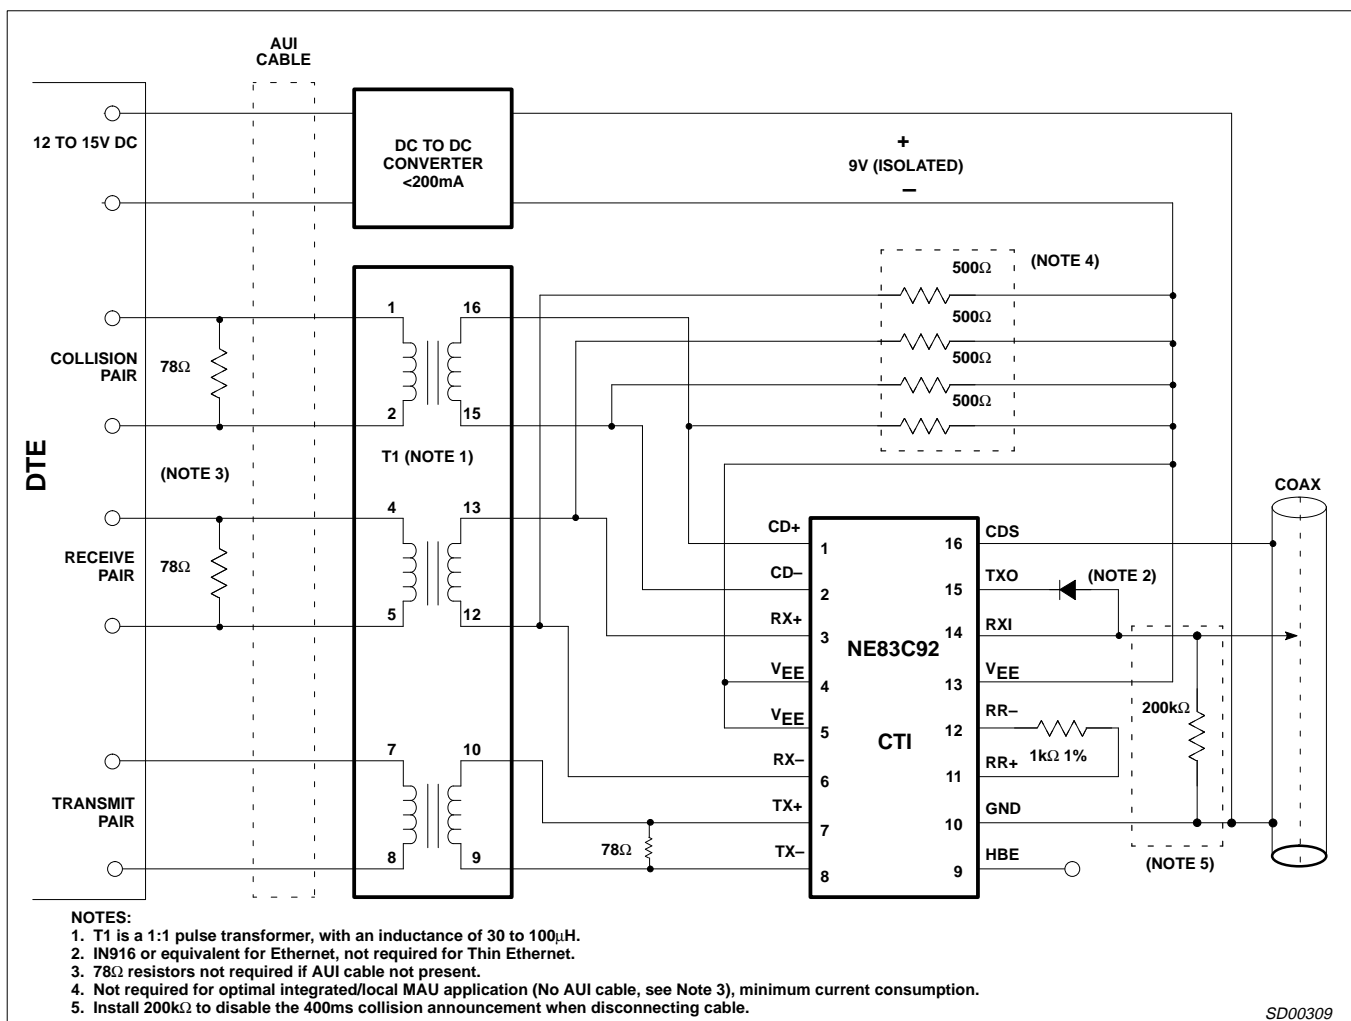 AUI
CABLE
12 TO 15V DC
DC TO DC
CONVERTER
<200mA
+
9V (ISOLATED)
–
500Ω
(NOTE 4)
500Ω
500Ω
500Ω
1
16
COLLISION
PAIR
78Ω
2
15
DTE
(NOTE 3)
T1 (NOTE 1)
COAX
4
13
RECEIVE
PAIR
78Ω
5
12
CD+
1
16
CDS
CD–
2
15
TXO
(NOTE 2)
RX+
3
14
RXI
NE83C92
VEE
4
13
VEE
200kΩ
VEE
5
12
RR–
CTI
1kΩ 1%
RX–
6
11
RR+
7
10
TRANSMIT
PAIR
TX+
7
10
GND
78Ω
8
9
TX–
8
9
HBE
(NOTE 5)
NOTES:
1. T1 is a 1:1 pulse transformer, with an inductance of 30 to 100µH.
2. IN916 or equivalent for Ethernet, not required for Thin Ethernet.
3. 78Ω resistors not required if AUI cable not present.
4. Not required for optimal integrated/local MAU application (No AUI cable, see Note 3), minimum current consumption.
5. Install 200kΩ to disable the 400ms collision announcement when disconnecting cable.
SD00309